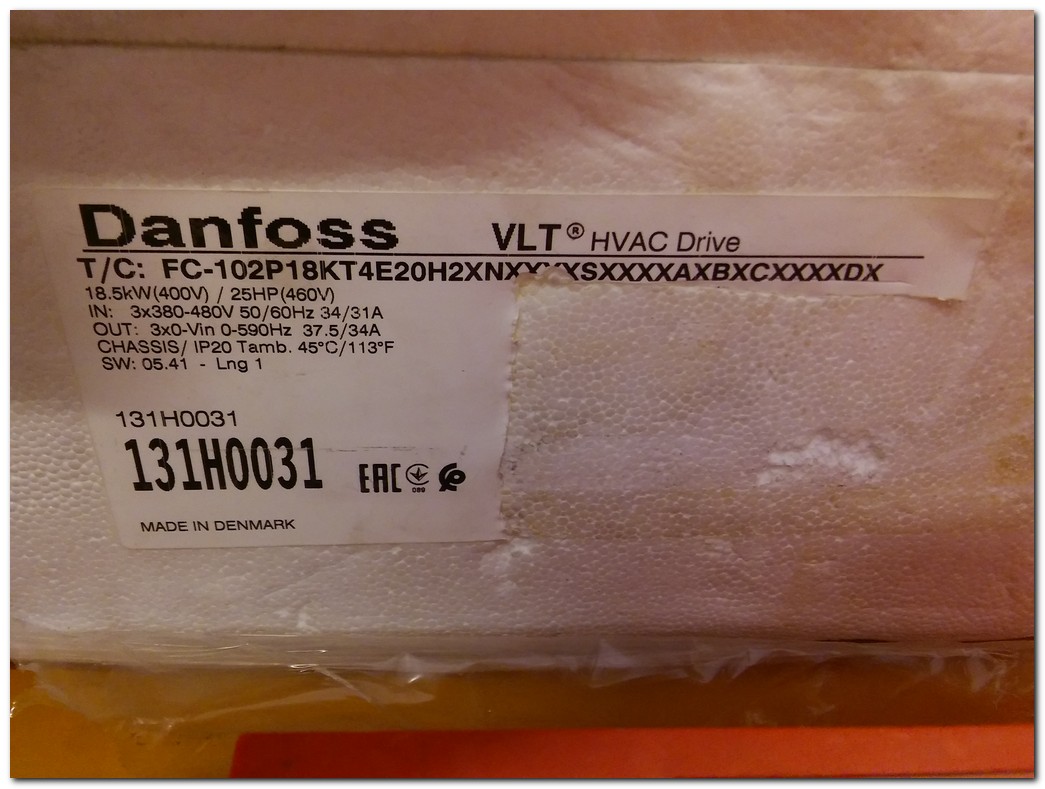 Danfoss VLT® HVAC Drive
T/C: FC-102P18KT4E20H2XNXXXXSXXXXAXBXCXXXXDX
18.5kW(400V) / 25HP(460V)
IN: 3x380-480V 50/60Hz 34/31A
OUT: 3x0-Vin 0-590Hz 37.5/34A
CHASSIS/ IP20 Tamb. 45°C/113°F
SW: 05.41 - Lng 1
131H0031
131H0031
EAC
089
MADE IN DENMARK